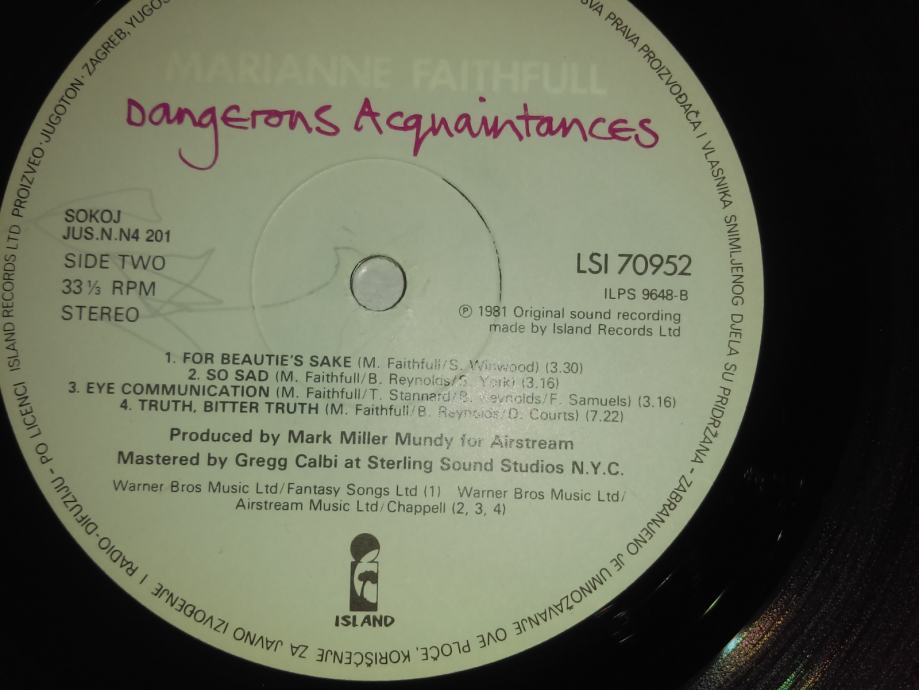 MARIANNE FAITHFULL
Dangerous Acquaintances
SOKOJ
JUS.N.N4 201
SIDE TWO
33⅓ RPM
STEREO
LSI 70952
ILPS 9648-B
℗ 1981 Original sound recording
made by Island Records Ltd
1. FOR BEAUTIE'S SAKE (M. Faithfull/S. Winwood) (3.30)
2. SO SAD (M. Faithfull/B. Reynolds/S. York) (3.16)
3. EYE COMMUNICATION (M. Faithfull/T. Stannard/B. Reynolds/F. Samuels) (3.16)
4. TRUTH, BITTER TRUTH (M. Faithfull/B. Reynolds/D. Courts) (7.22)
Produced by Mark Miller Mundy for Airstream
Mastered by Gregg Calbi at Sterling Sound Studios N.Y.C.
Warner Bros Music Ltd/Fantasy Songs Ltd (1) Warner Bros Music Ltd/
Airstream Music Ltd/Chappell (2, 3, 4)
ISLAND
PRAVA PROIZVOĐAČA I VLASNIKA SNIMLJENOG DJELA SU PRIDRŽANA - ZABRANJENO JE UMNOŽAVANJE OVE PLOČE, KORIŠĆENJE ZA JAVNO IZVOĐENJE I RADIO-DIFUZIJU - PO LICENCI ISLAND RECORDS LTD PROIZVEO: JUGOTON · ZAGREB, YUGOS